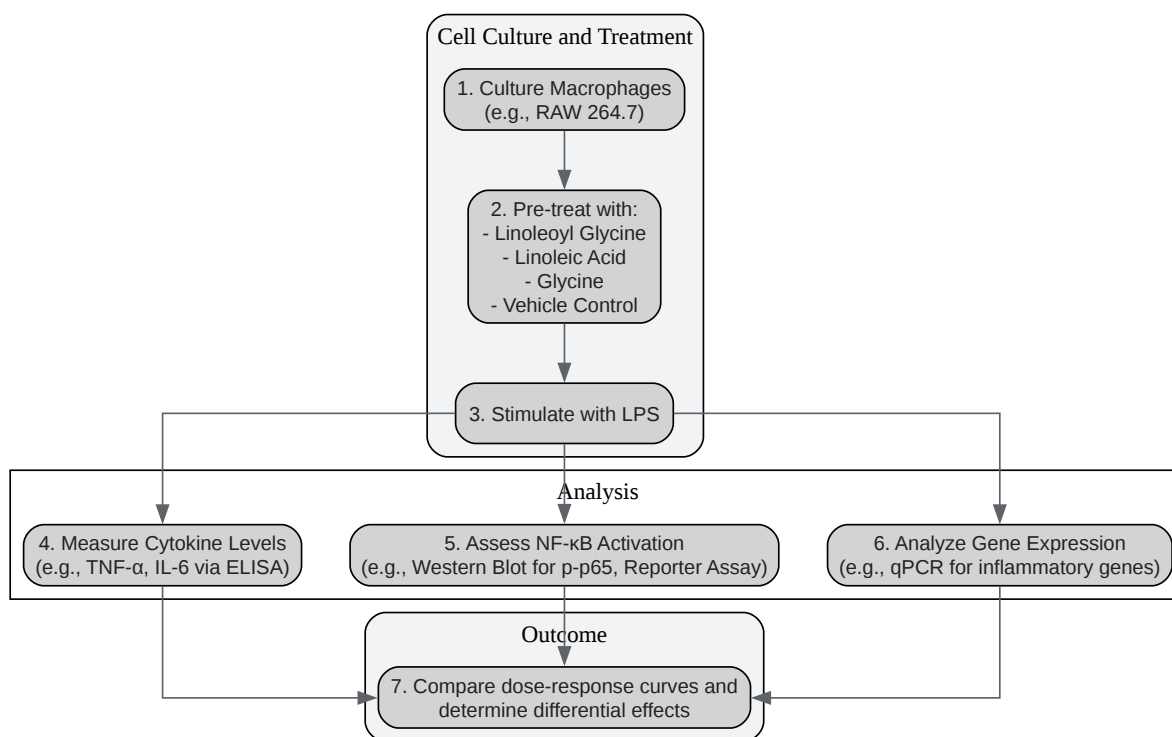 Cell Culture and Treatment
1. Culture Macrophages
(e.g., RAW 264.7)
2. Pre-treat with:
- Linoleoyl Glycine
- Linoleic Acid
- Glycine
- Vehicle Control
3. Stimulate with LPS
Analysis
4. Measure Cytokine Levels
(e.g., TNF-α, IL-6 via ELISA)
5. Assess NF-κB Activation
(e.g., Western Blot for p-p65, Reporter Assay)
6. Analyze Gene Expression
(e.g., qPCR for inflammatory genes)
Outcome
7. Compare dose-response curves and
determine differential effects